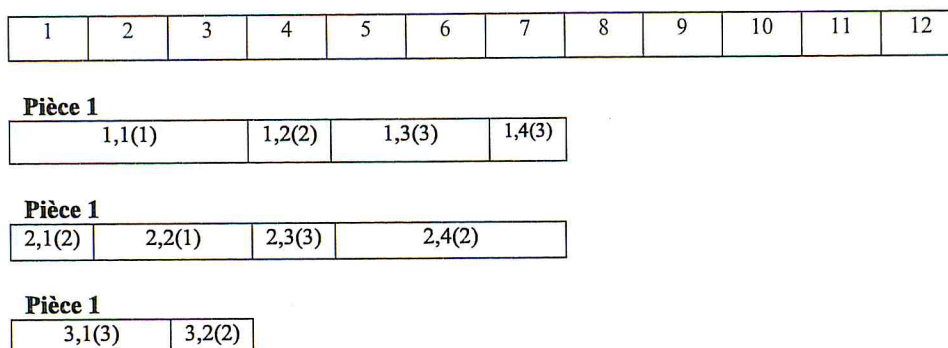 1 2 3 4 5 6 7 8 9 10 11 12
Pièce 1
1,1(1) 1,2(2) 1,3(3) 1,4(3)
Pièce 1
2,1(2) 2,2(1) 2,3(3) 2,4(2)
Pièce 1
3,1(3) 3,2(2)